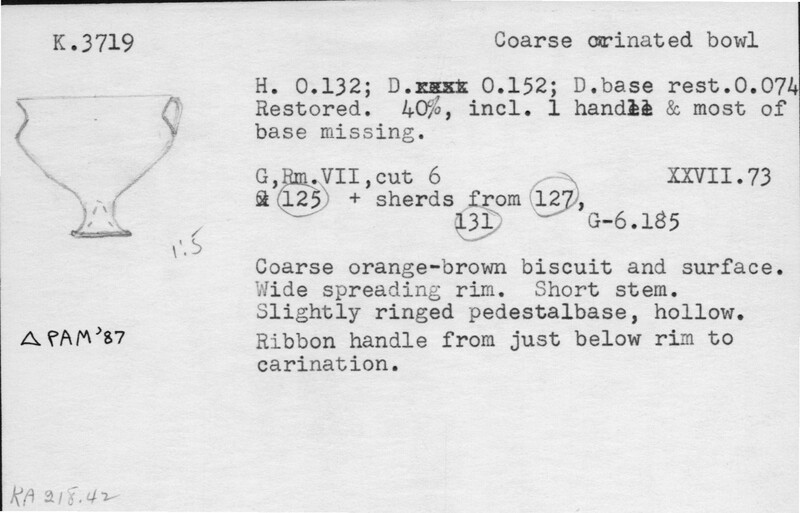 K.3719
Coarse carinated bowl
H. 0.132; D. 0.152; D.base rest.0.074
Restored. 40%, incl. 1 handle & most of
base missing.
G,Rm.VII,cut 6 XXVII.73
& 125 + sherds from 127,
131 G-6.185
1:5
Coarse orange-brown biscuit and surface.
Wide spreading rim. Short stem.
Slightly ringed pedestalbase, hollow.
Ribbon handle from just below rim to
carination.
△ PAM '87
KA 218.42